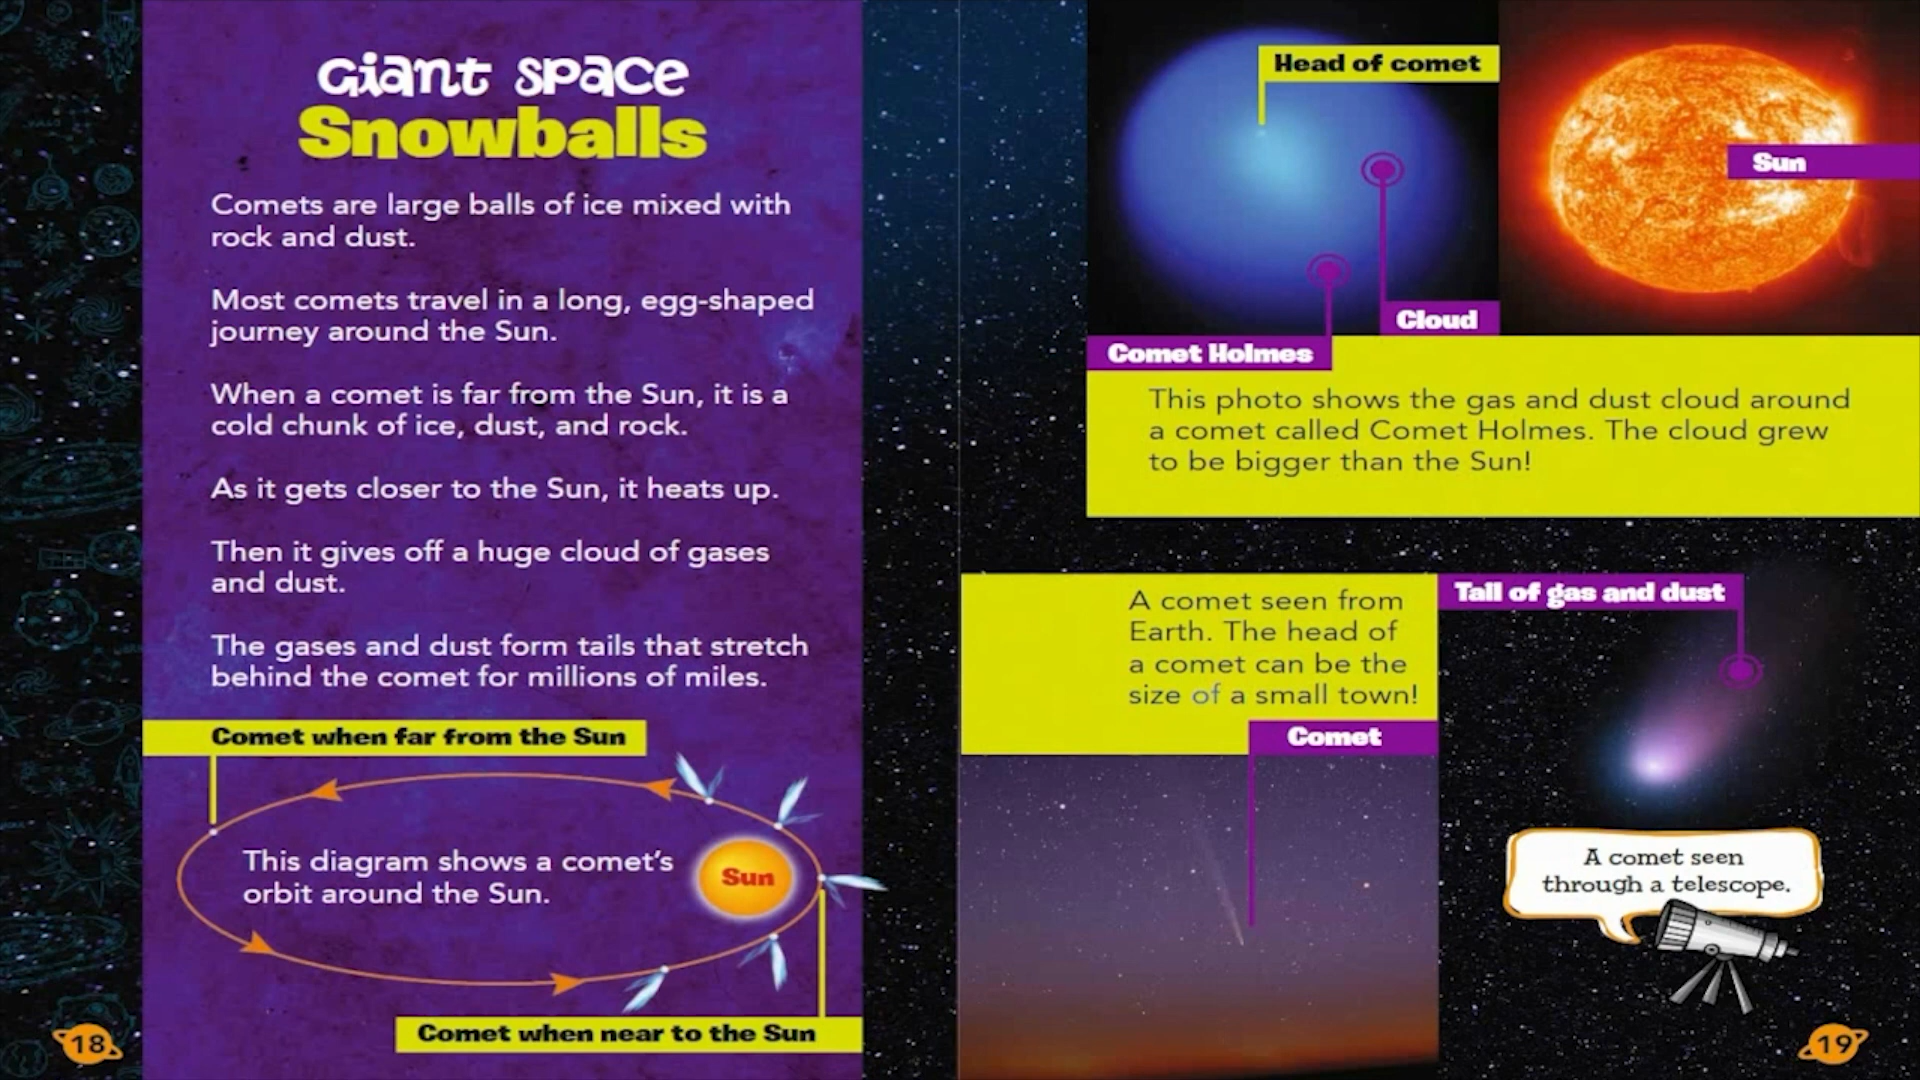 Giant Space
Snowballs
Comets are large balls of ice mixed with
rock and dust.
Most comets travel in a long, egg-shaped
journey around the Sun.
When a comet is far from the Sun, it is a
cold chunk of ice, dust, and rock.
As it gets closer to the Sun, it heats up.
Then it gives off a huge cloud of gases
and dust.
The gases and dust form tails that stretch
behind the comet for millions of miles.
Comet when far from the Sun
This diagram shows a comet's
orbit around the Sun.
Sun
Comet when near to the Sun
18
Head of comet
Sun
Cloud
Comet Holmes
This photo shows the gas and dust cloud around
a comet called Comet Holmes. The cloud grew
to be bigger than the Sun!
A comet seen from
Earth. The head of
a comet can be the
size of a small town!
Comet
Tail of gas and dust
A comet seen
through a telescope.
19